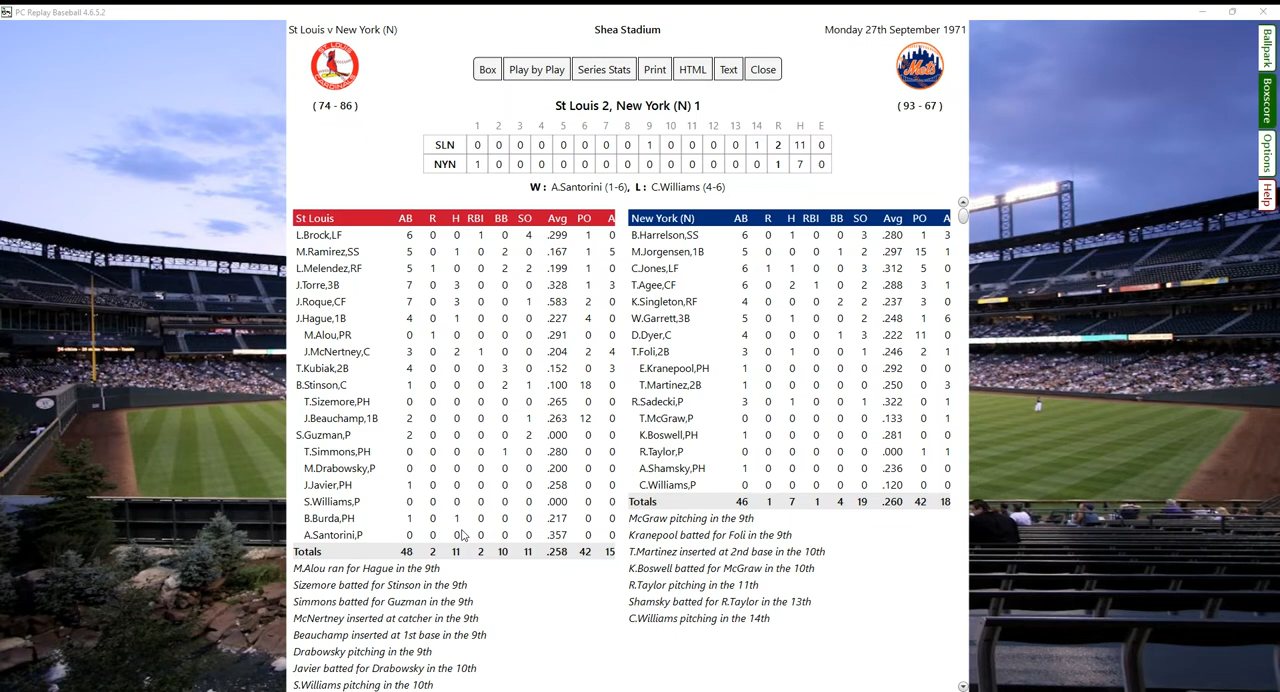 PC Replay Baseball 4.6.5.2
St Louis v New York (N) Shea Stadium Monday 27th September 1971
Box Play by Play Series Stats Print HTML Text Close
( 74 - 86 ) St Louis 2, New York (N) 1 ( 93 - 67 )
1 2 3 4 5 6 7 8 9 10 11 12 13 14 R H E
SLN 0 0 0 0 0 0 0 0 1 0 0 0 0 1 2 11 0
NYN 1 0 0 0 0 0 0 0 0 0 0 0 0 0 1 7 0
W : A.Santorini (1-6), L : C.Williams (4-6)
St Louis AB R H RBI BB SO Avg PO A
L.Brock,LF 6 0 0 1 0 4 .299 1 0
M.Ramirez,SS 5 0 1 0 2 0 .167 1 5
L.Melendez,RF 5 1 0 0 2 2 .199 1 0
J.Torre,3B 7 0 3 0 0 0 .328 1 3
J.Roque,CF 7 0 3 0 0 1 .583 2 0
J.Hague,1B 4 0 1 0 0 0 .227 4 0
M.Alou,PR 0 1 0 0 0 0 .291 0 0
J.McNertney,C 3 0 2 1 0 0 .204 2 4
T.Kubiak,2B 4 0 0 0 3 0 .152 0 3
B.Stinson,C 1 0 0 0 2 1 .100 18 0
T.Sizemore,PH 0 0 0 0 0 0 .265 0 0
J.Beauchamp,1B 2 0 0 0 0 1 .263 12 0
S.Guzman,P 2 0 0 0 0 2 .000 0 0
T.Simmons,PH 0 0 0 0 1 0 .280 0 0
M.Drabowsky,P 0 0 0 0 0 0 .200 0 0
J.Javier,PH 1 0 0 0 0 0 .258 0 0
S.Williams,P 0 0 0 0 0 0 .000 0 0
B.Burda,PH 1 0 1 0 0 0 .217 0 0
A.Santorini,P 0 0 0 0 0 0 .357 0 0
Totals 48 2 11 2 10 11 .258 42 15
M.Alou ran for Hague in the 9th
Sizemore batted for Stinson in the 9th
Simmons batted for Guzman in the 9th
McNertney inserted at catcher in the 9th
Beauchamp inserted at 1st base in the 9th
Drabowsky pitching in the 9th
Javier batted for Drabowsky in the 10th
S.Williams pitching in the 10th
New York (N) AB R H RBI BB SO Avg PO A
B.Harrelson,SS 6 0 1 0 0 3 .280 1 3
M.Jorgensen,1B 5 0 0 0 1 2 .297 15 1
C.Jones,LF 6 1 1 0 0 3 .312 5 0
T.Agee,CF 6 0 2 1 0 2 .288 3 1
K.Singleton,RF 4 0 0 0 2 2 .237 3 0
W.Garrett,3B 5 0 1 0 0 2 .248 1 6
D.Dyer,C 4 0 0 0 1 3 .222 11 0
T.Foli,2B 3 0 1 0 0 1 .246 2 1
E.Kranepool,PH 1 0 0 0 0 0 .292 0 0
T.Martinez,2B 1 0 0 0 0 0 .250 0 3
R.Sadecki,P 3 0 1 0 0 1 .322 0 1
T.McGraw,P 0 0 0 0 0 0 .133 0 1
K.Boswell,PH 1 0 0 0 0 0 .281 0 0
R.Taylor,P 0 0 0 0 0 0 .000 1 1
A.Shamsky,PH 1 0 0 0 0 0 .236 0 0
C.Williams,P 0 0 0 0 0 0 .120 0 0
Totals 46 1 7 1 4 19 .260 42 18
McGraw pitching in the 9th
Kranepool batted for Foli in the 9th
T.Martinez inserted at 2nd base in the 10th
K.Boswell batted for McGraw in the 10th
R.Taylor pitching in the 11th
Shamsky batted for R.Taylor in the 13th
C.Williams pitching in the 14th
Ballpark
Boxscore
Options
Help